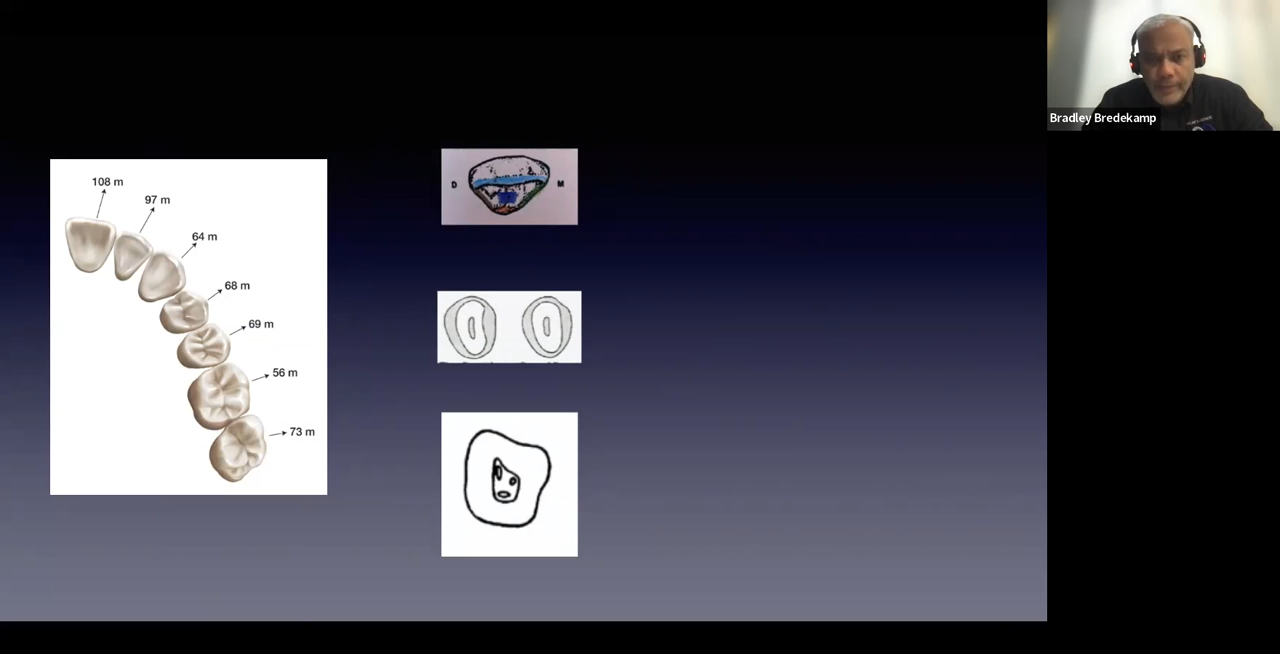 Bradley Bredekamp
108 m
97 m
64 m
68 m
69 m
56 m
73 m
D
M